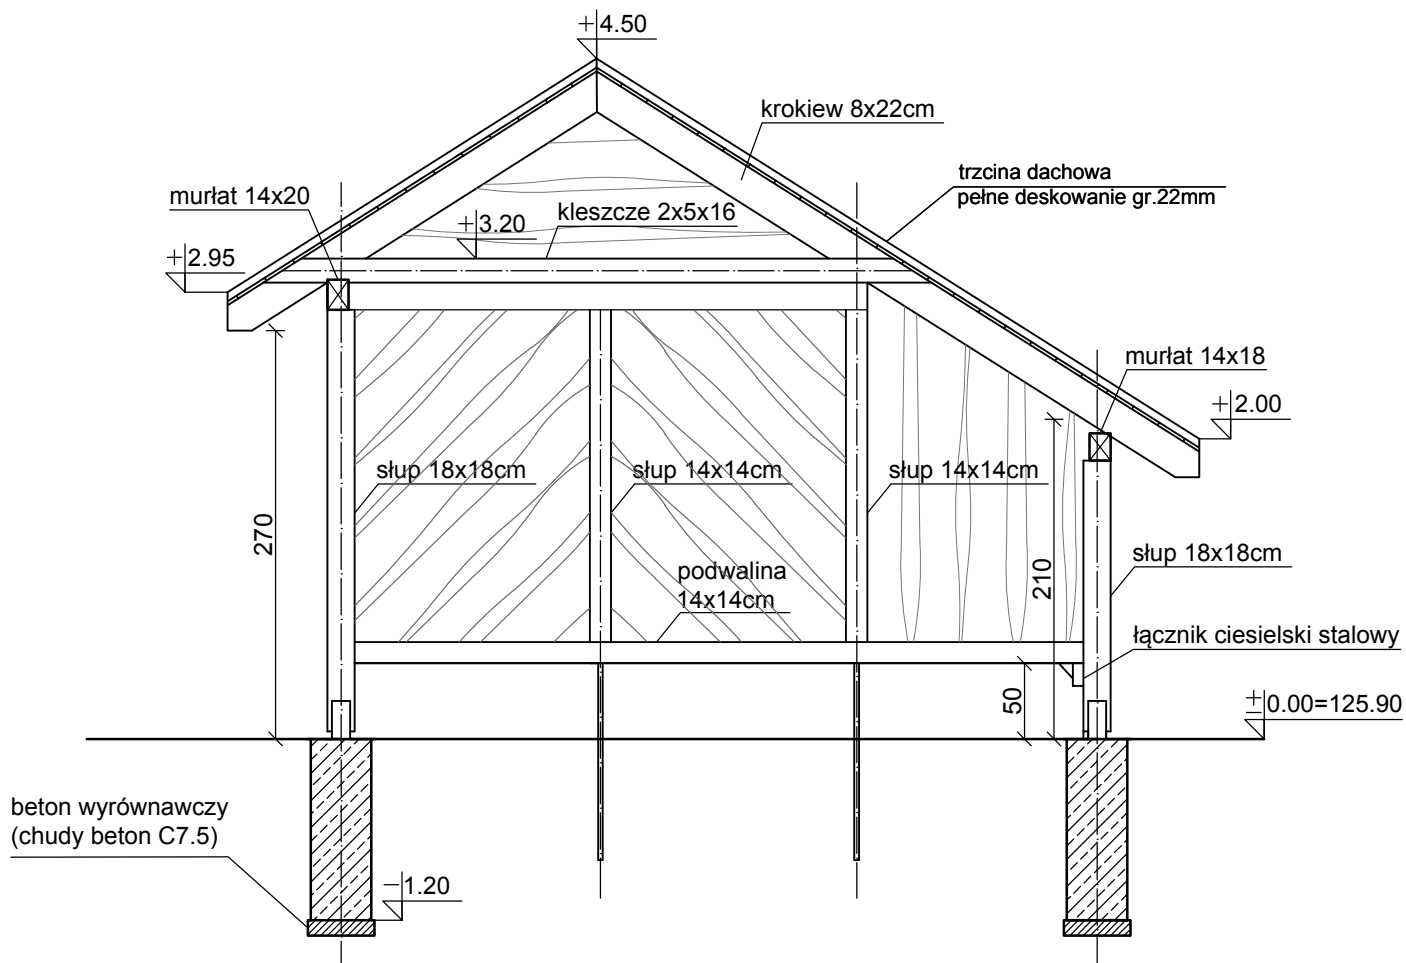 +4.50
krokiew 8x22cm
trzcina dachowa
pełne deskowanie gr.22mm
murłat 14x20
kleszcze 2x5x16
+3.20
+2.95
murłat 14x18
+2.00
słup 18x18cm
słup 14x14cm
słup 14x14cm
270
210
słup 18x18cm
podwalina
14x14cm
łącznik ciesielski stalowy
50
±0.00=125.90
beton wyrównawczy
(chudy beton C7.5)
-1.20